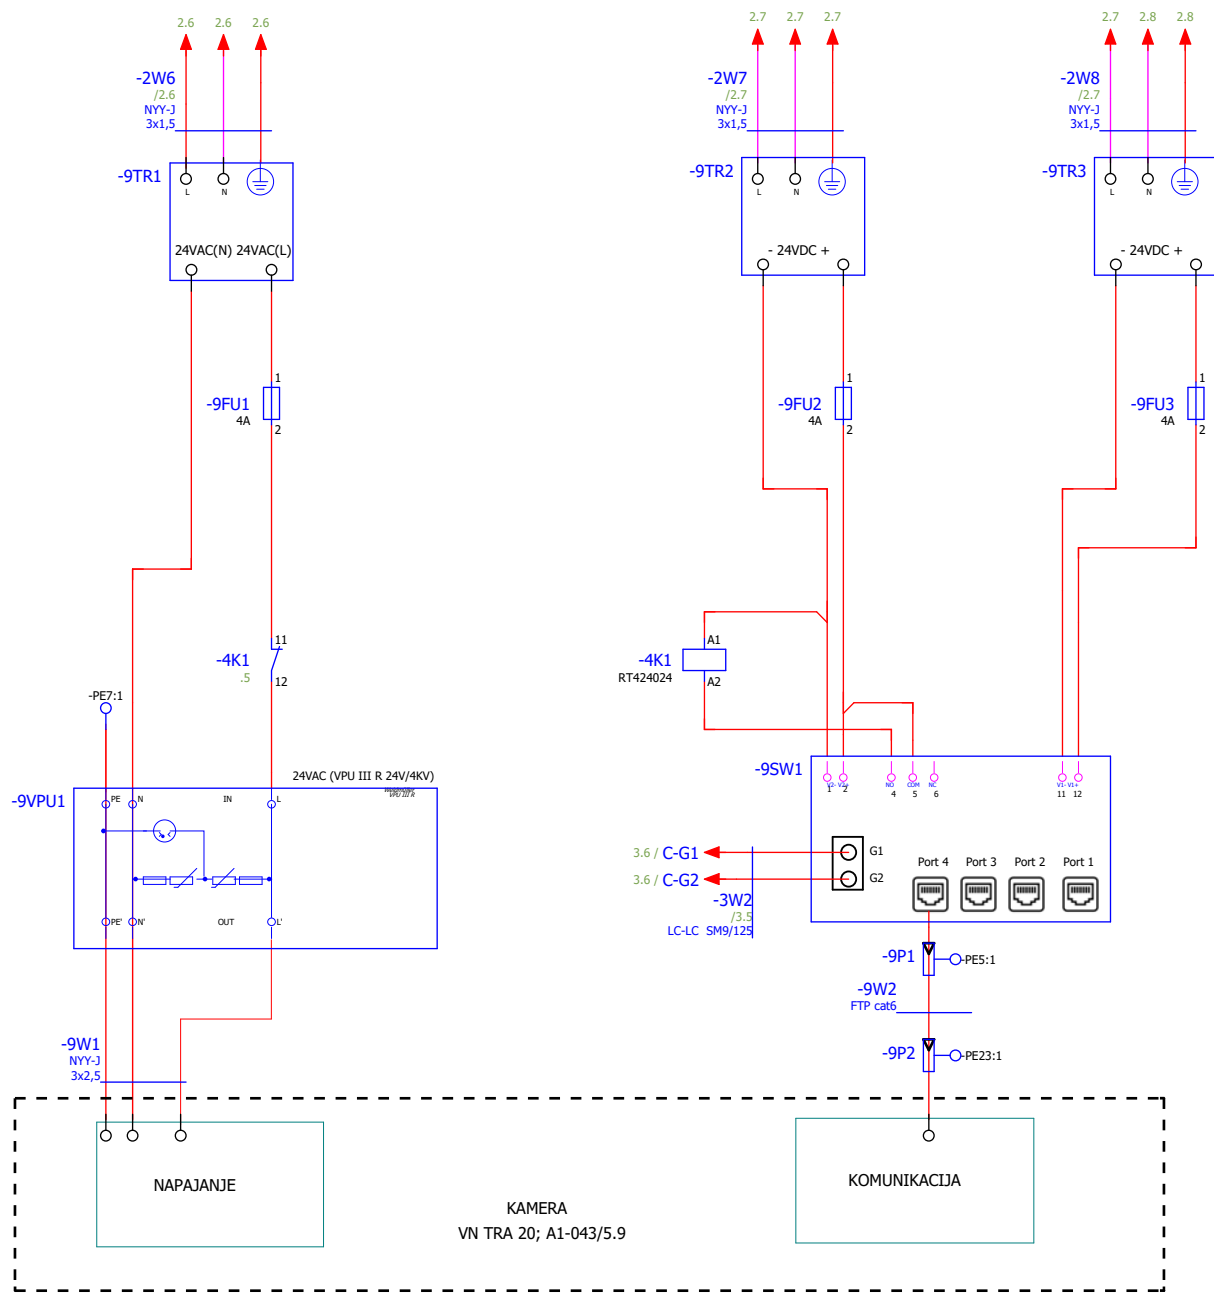 2.6 2.6 2.6 2.7 2.7 2.7 2.7 2.8 2.8
-2W6
/2.6
NYY-J
3x1,5
-2W7
/2.7
NYY-J
3x1,5
-2W8
/2.7
NYY-J
3x1,5
-9TR1
L N
24VAC(N) 24VAC(L)
-9TR2
L N
- 24VDC +
-9TR3
L N
- 24VDC +
1
-9FU1
4A
2
1
-9FU2
4A
2
1
-9FU3
4A
2
11
-4K1
.5
12
A1
-4K1
RT424024
A2
-PE7:1
24VAC (VPU III R 24V/4KV)
VPU III R
-9VPU1
PE N IN L
PE' N' OUT L'
-9SW1
V2- V2+ NO COM NC V1- V1+
1 2 4 5 6 11 12
3.6 / C-G1
G1
3.6 / C-G2
G2
Port 4 Port 3 Port 2 Port 1
-3W2
/3.5
LC-LC SM9/125
-9P1
-PE5:1
-9W2
FTP cat6
-9P2
-PE23:1
-9W1
NYY-J
3x2,5
NAPAJANJE
KOMUNIKACIJA
KAMERA
VN TRA 20; A1-043/5.9